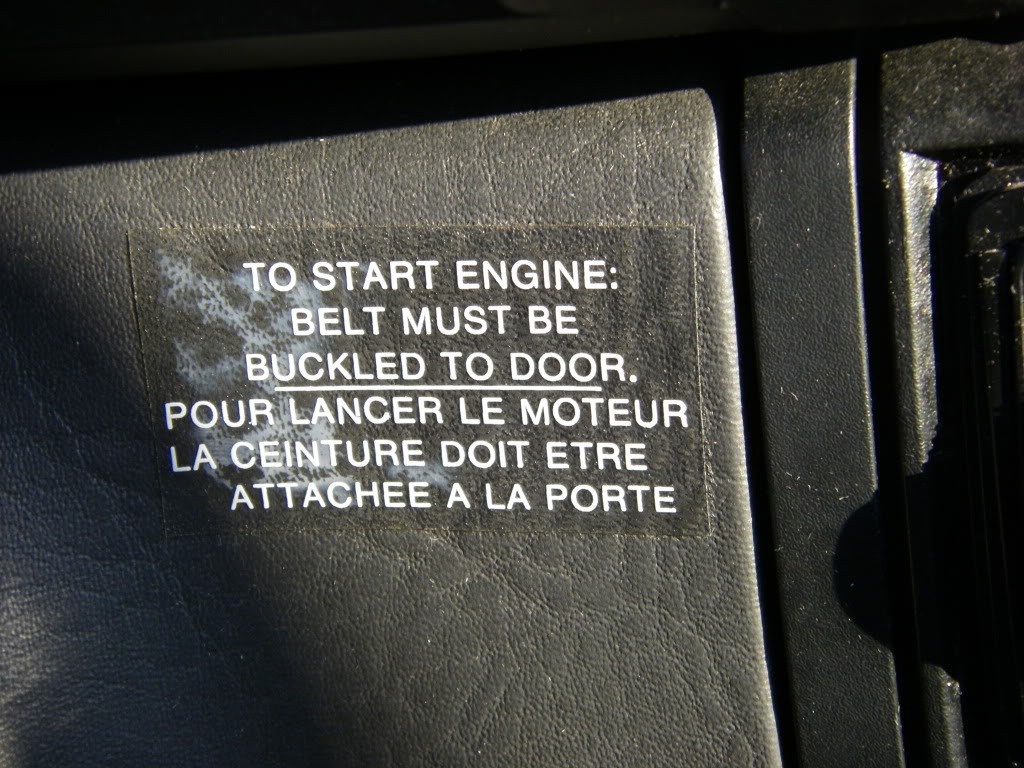 TO START ENGINE:
BELT MUST BE
BUCKLED TO DOOR.
POUR LANCER LE MOTEUR
LA CEINTURE DOIT ETRE
ATTACHEE A LA PORTE